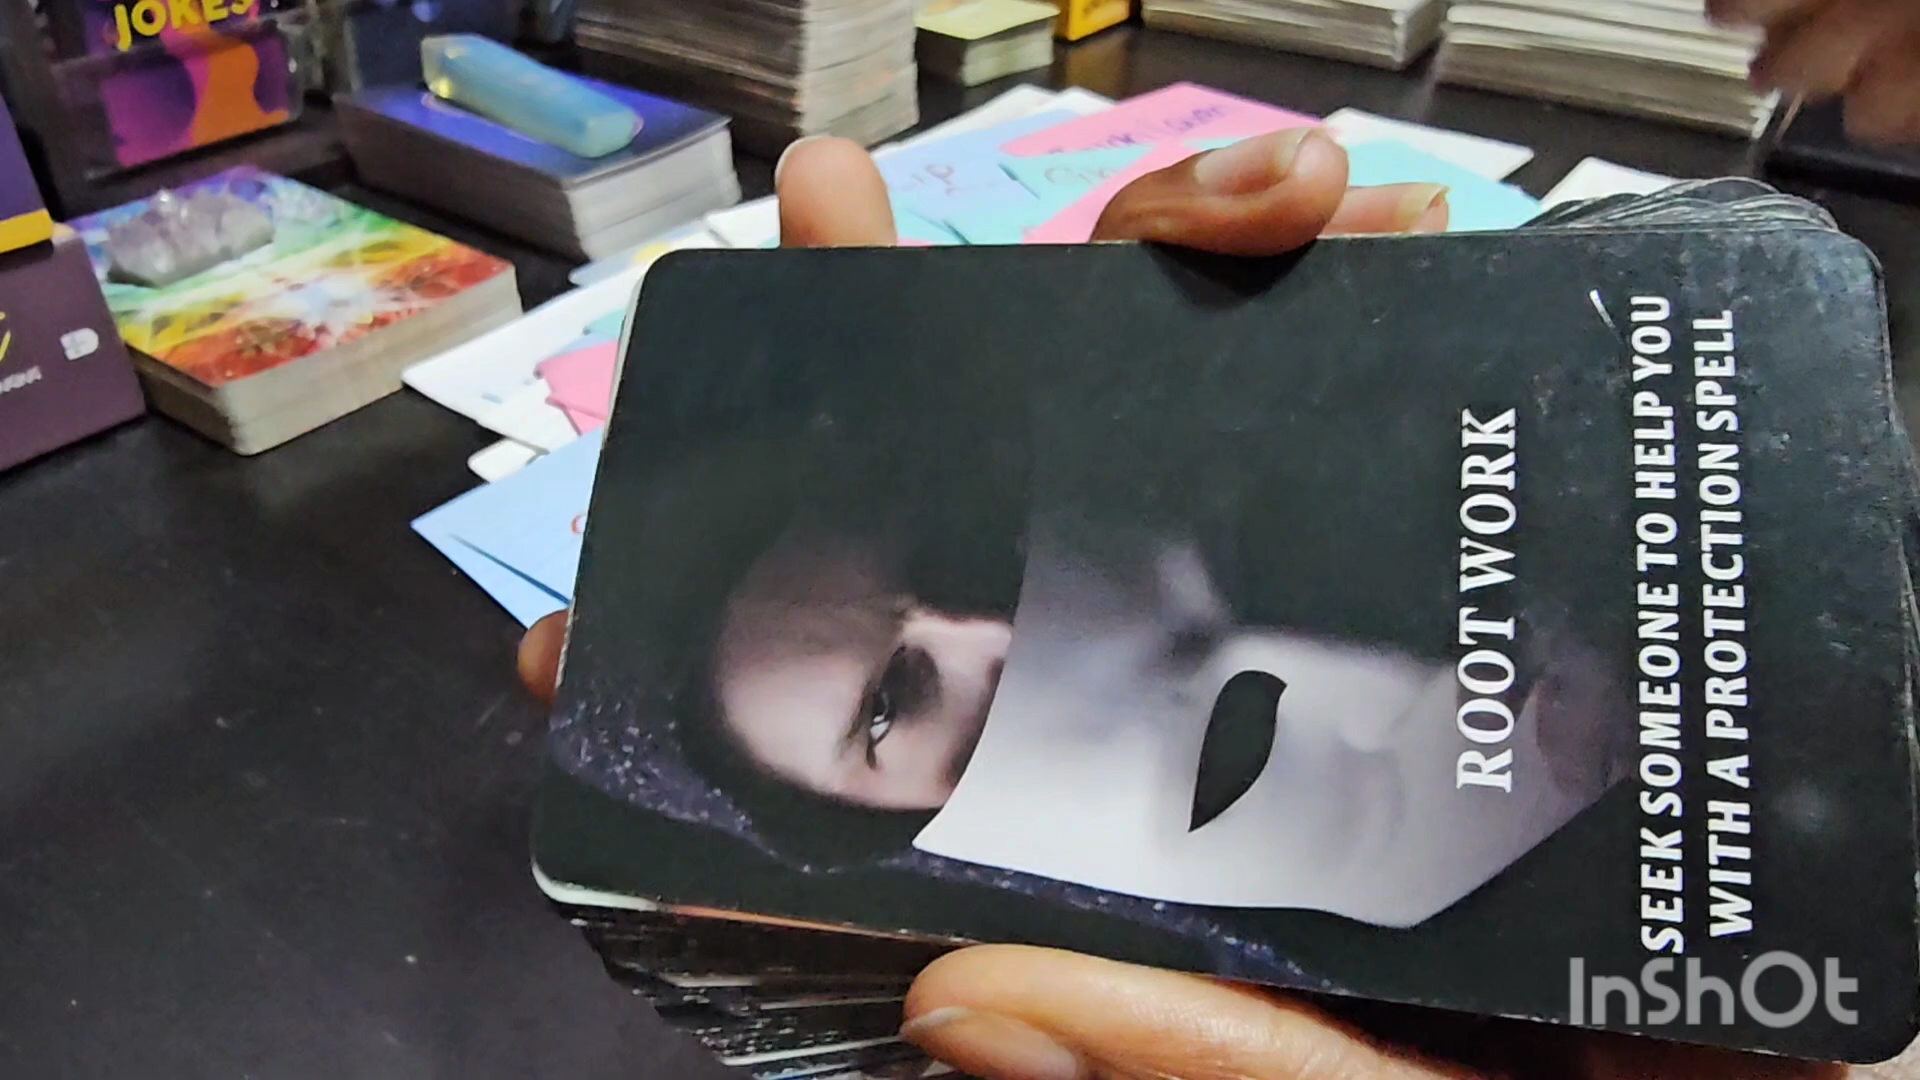 JOKES
ROOT WORK
SEEK SOMEONE TO HELP YOU
WITH A PROTECTION SPELL
InShOt